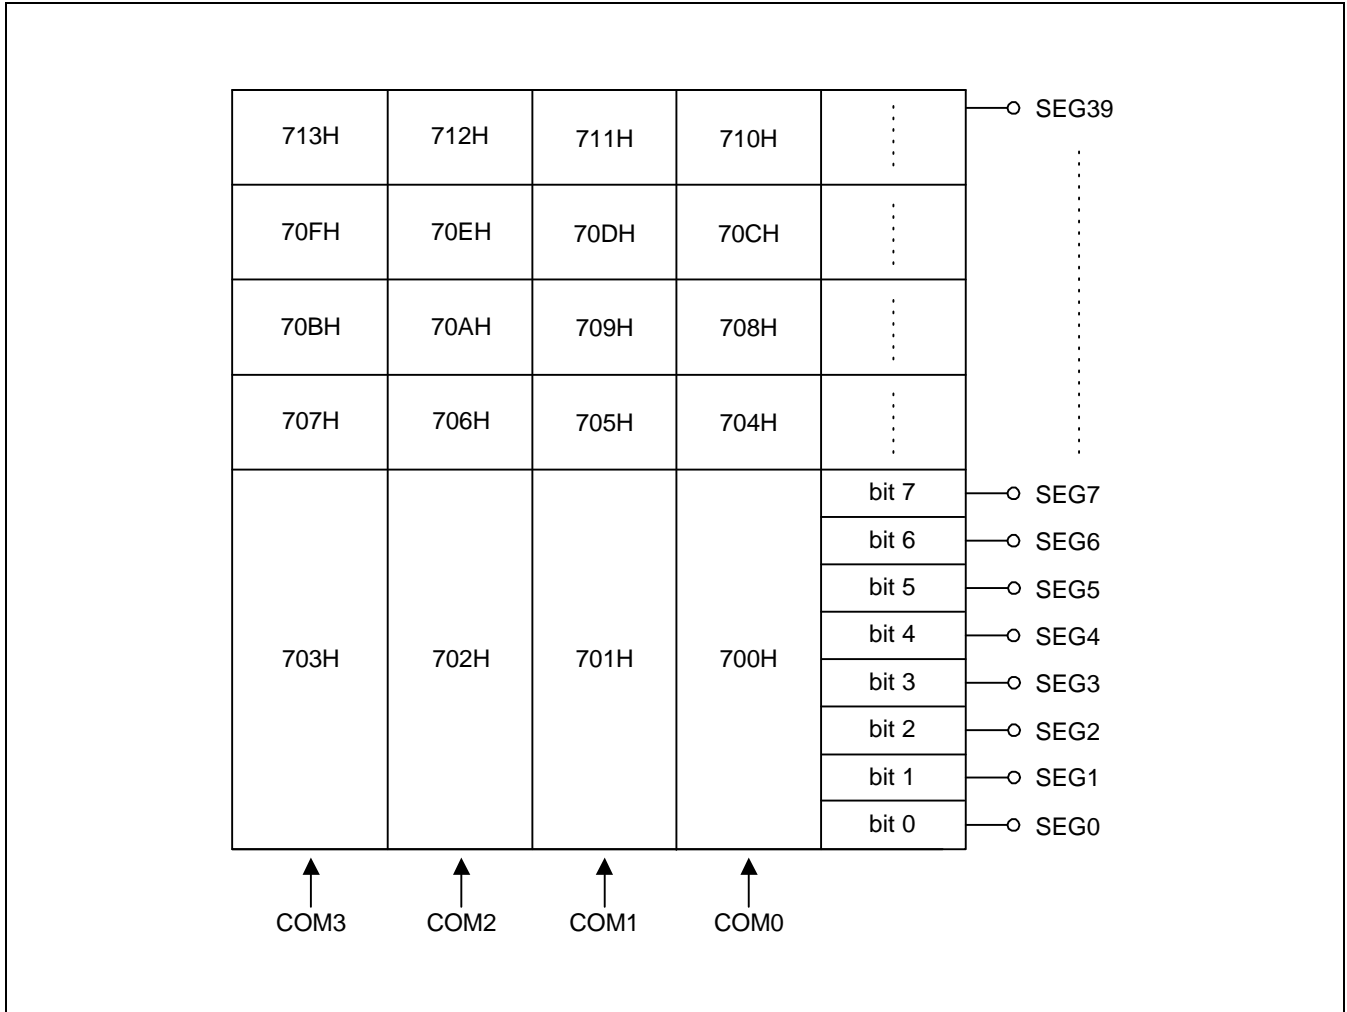 SEG39
713H 712H 711H 710H
70FH 70EH 70DH 70CH
70BH 70AH 709H 708H
707H 706H 705H 704H
bit 7 SEG7
bit 6 SEG6
bit 5 SEG5
bit 4 SEG4
703H 702H 701H 700H
bit 3 SEG3
bit 2 SEG2
bit 1 SEG1
bit 0 SEG0
COM3 COM2 COM1 COM0